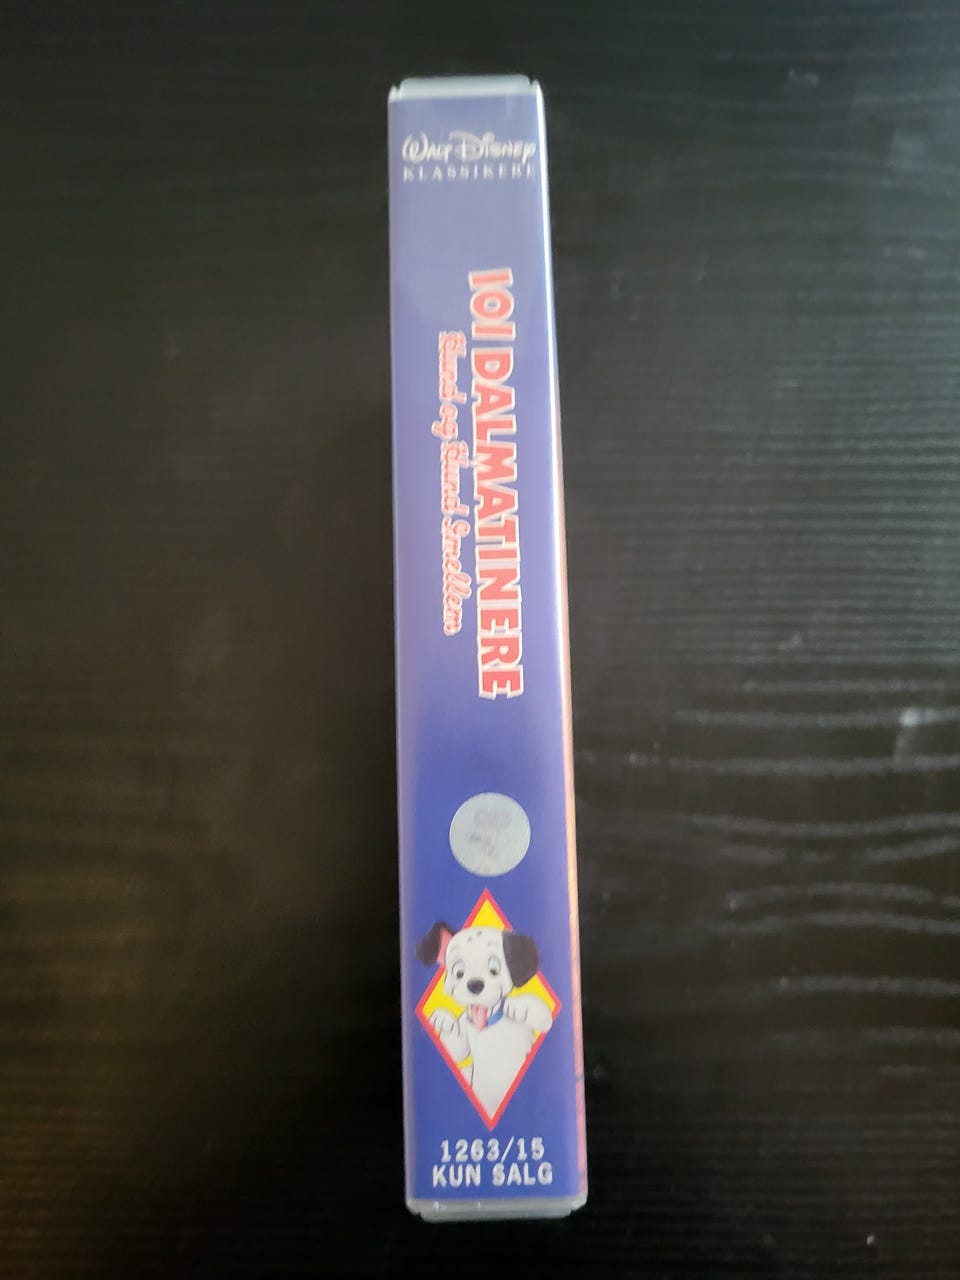 WALT DISNEY
KLASSIKERE
101 DALMATINERE
Hund og Hund Imellem
1263/15
KUN SALG